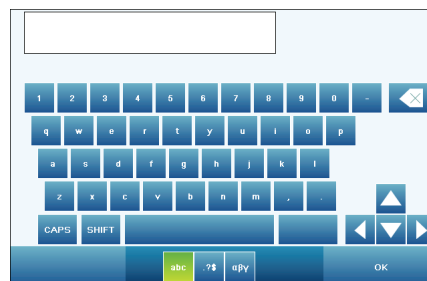 1 2 3 4 5 6 7 8 9 0 -
q w e r t y u i o p
a s d f g h j k l
z x c v b n m , .
CAPS SHIFT
abc .?$ αβγ OK